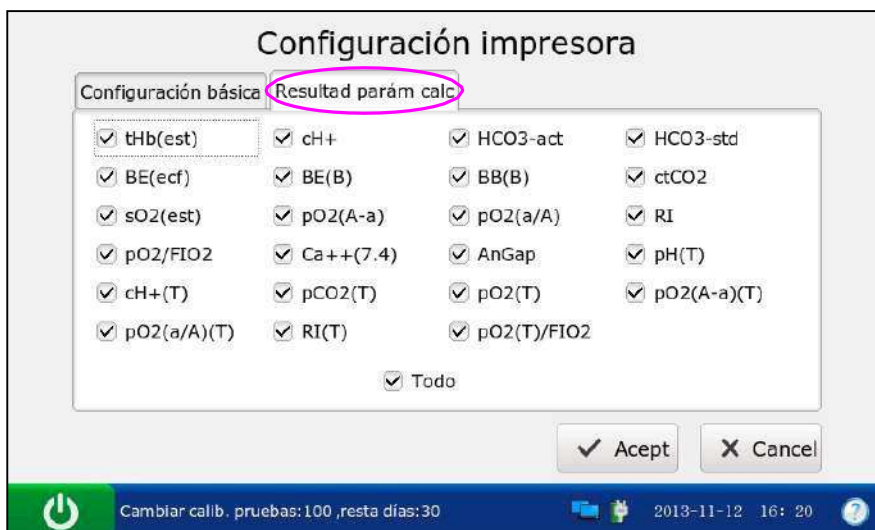 Configuración impresora
Configuración básica Resultad parám calc
tHb(est) cH+ HCO3-act HCO3-std
BE(ecf) BE(B) BB(B) ctCO2
sO2(est) pO2(A-a) pO2(a/A) RI
pO2/FIO2 Ca++(7.4) AnGap pH(T)
cH+(T) pCO2(T) pO2(T) pO2(A-a)(T)
pO2(a/A)(T) RI(T) pO2(T)/FIO2
Todo
Acept Cancel
Cambiar calib. pruebas:100 ,resta días:30 2013-11-12 16: 20 ?